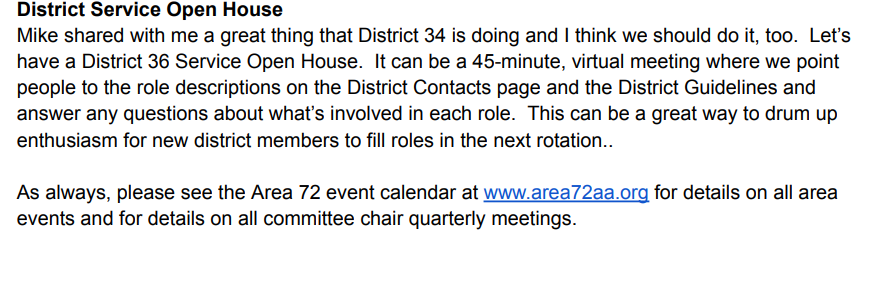 District Service Open House
Mike shared with me a great thing that District 34 is doing and I think we should do it, too.  Let’s
have a District 36 Service Open House.  It can be a 45-minute, virtual meeting where we point
people to the role descriptions on the District Contacts page and the District Guidelines and
answer any questions about what’s involved in each role.  This can be a great way to drum up
enthusiasm for new district members to fill roles in the next rotation..
As always, please see the Area 72 event calendar at www.area72aa.org for details on all area
events and for details on all committee chair quarterly meetings.